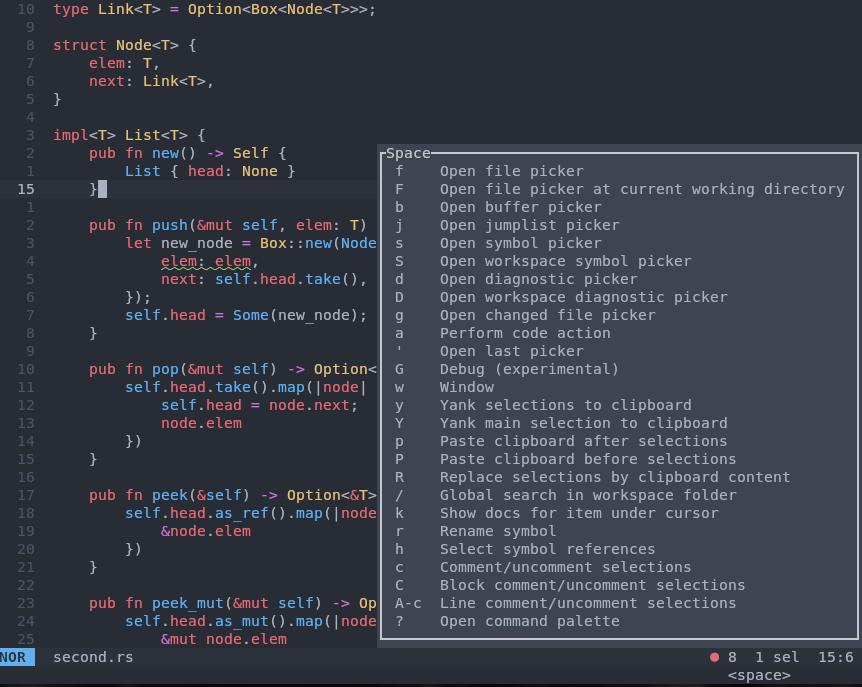 10  type Link<T> = Option<Box<Node<T>>>;
9
8  struct Node<T> {
7      elem: T,
6      next: Link<T>,
5  }
4
3  impl<T> List<T> {
2      pub fn new() -> Self {
1          List { head: None }
15      }
1
2      pub fn push(&mut self, elem: T)
3          let new_node = Box::new(Node
4              elem: elem,
5              next: self.head.take(),
6          });
7          self.head = Some(new_node);
8      }
9
10      pub fn pop(&mut self) -> Option<
11          self.head.take().map(|node|
12              self.head = node.next;
13              node.elem
14          })
15      }
16
17      pub fn peek(&self) -> Option<&T>
18          self.head.as_ref().map(|node
19              &node.elem
20          })
21      }
22
23      pub fn peek_mut(&mut self) -> Op
24          self.head.as_mut().map(|node
25              &mut node.elem
Space
f    Open file picker
F    Open file picker at current working directory
b    Open buffer picker
j    Open jumplist picker
s    Open symbol picker
S    Open workspace symbol picker
d    Open diagnostic picker
D    Open workspace diagnostic picker
g    Open changed file picker
a    Perform code action
'    Open last picker
G    Debug (experimental)
w    Window
y    Yank selections to clipboard
Y    Yank main selection to clipboard
p    Paste clipboard after selections
P    Paste clipboard before selections
R    Replace selections by clipboard content
/    Global search in workspace folder
k    Show docs for item under cursor
r    Rename symbol
h    Select symbol references
c    Comment/uncomment selections
C    Block comment/uncomment selections
A-c  Line comment/uncomment selections
?    Open command palette
NOR  second.rs  ● 8  1 sel  15:6
<space>